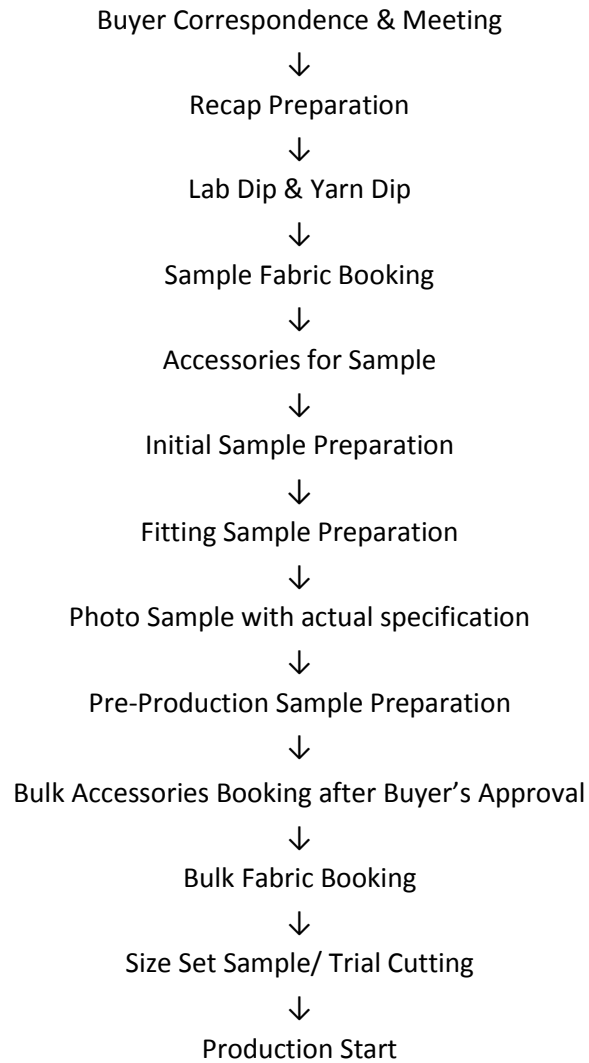 Buyer Correspondence & Meeting
↓
Recap Preparation
↓
Lab Dip & Yarn Dip
↓
Sample Fabric Booking
↓
Accessories for Sample
↓
Initial Sample Preparation
↓
Fitting Sample Preparation
↓
Photo Sample with actual specification
↓
Pre-Production Sample Preparation
↓
Bulk Accessories Booking after Buyer’s Approval
↓
Bulk Fabric Booking
↓
Size Set Sample/ Trial Cutting
↓
Production Start